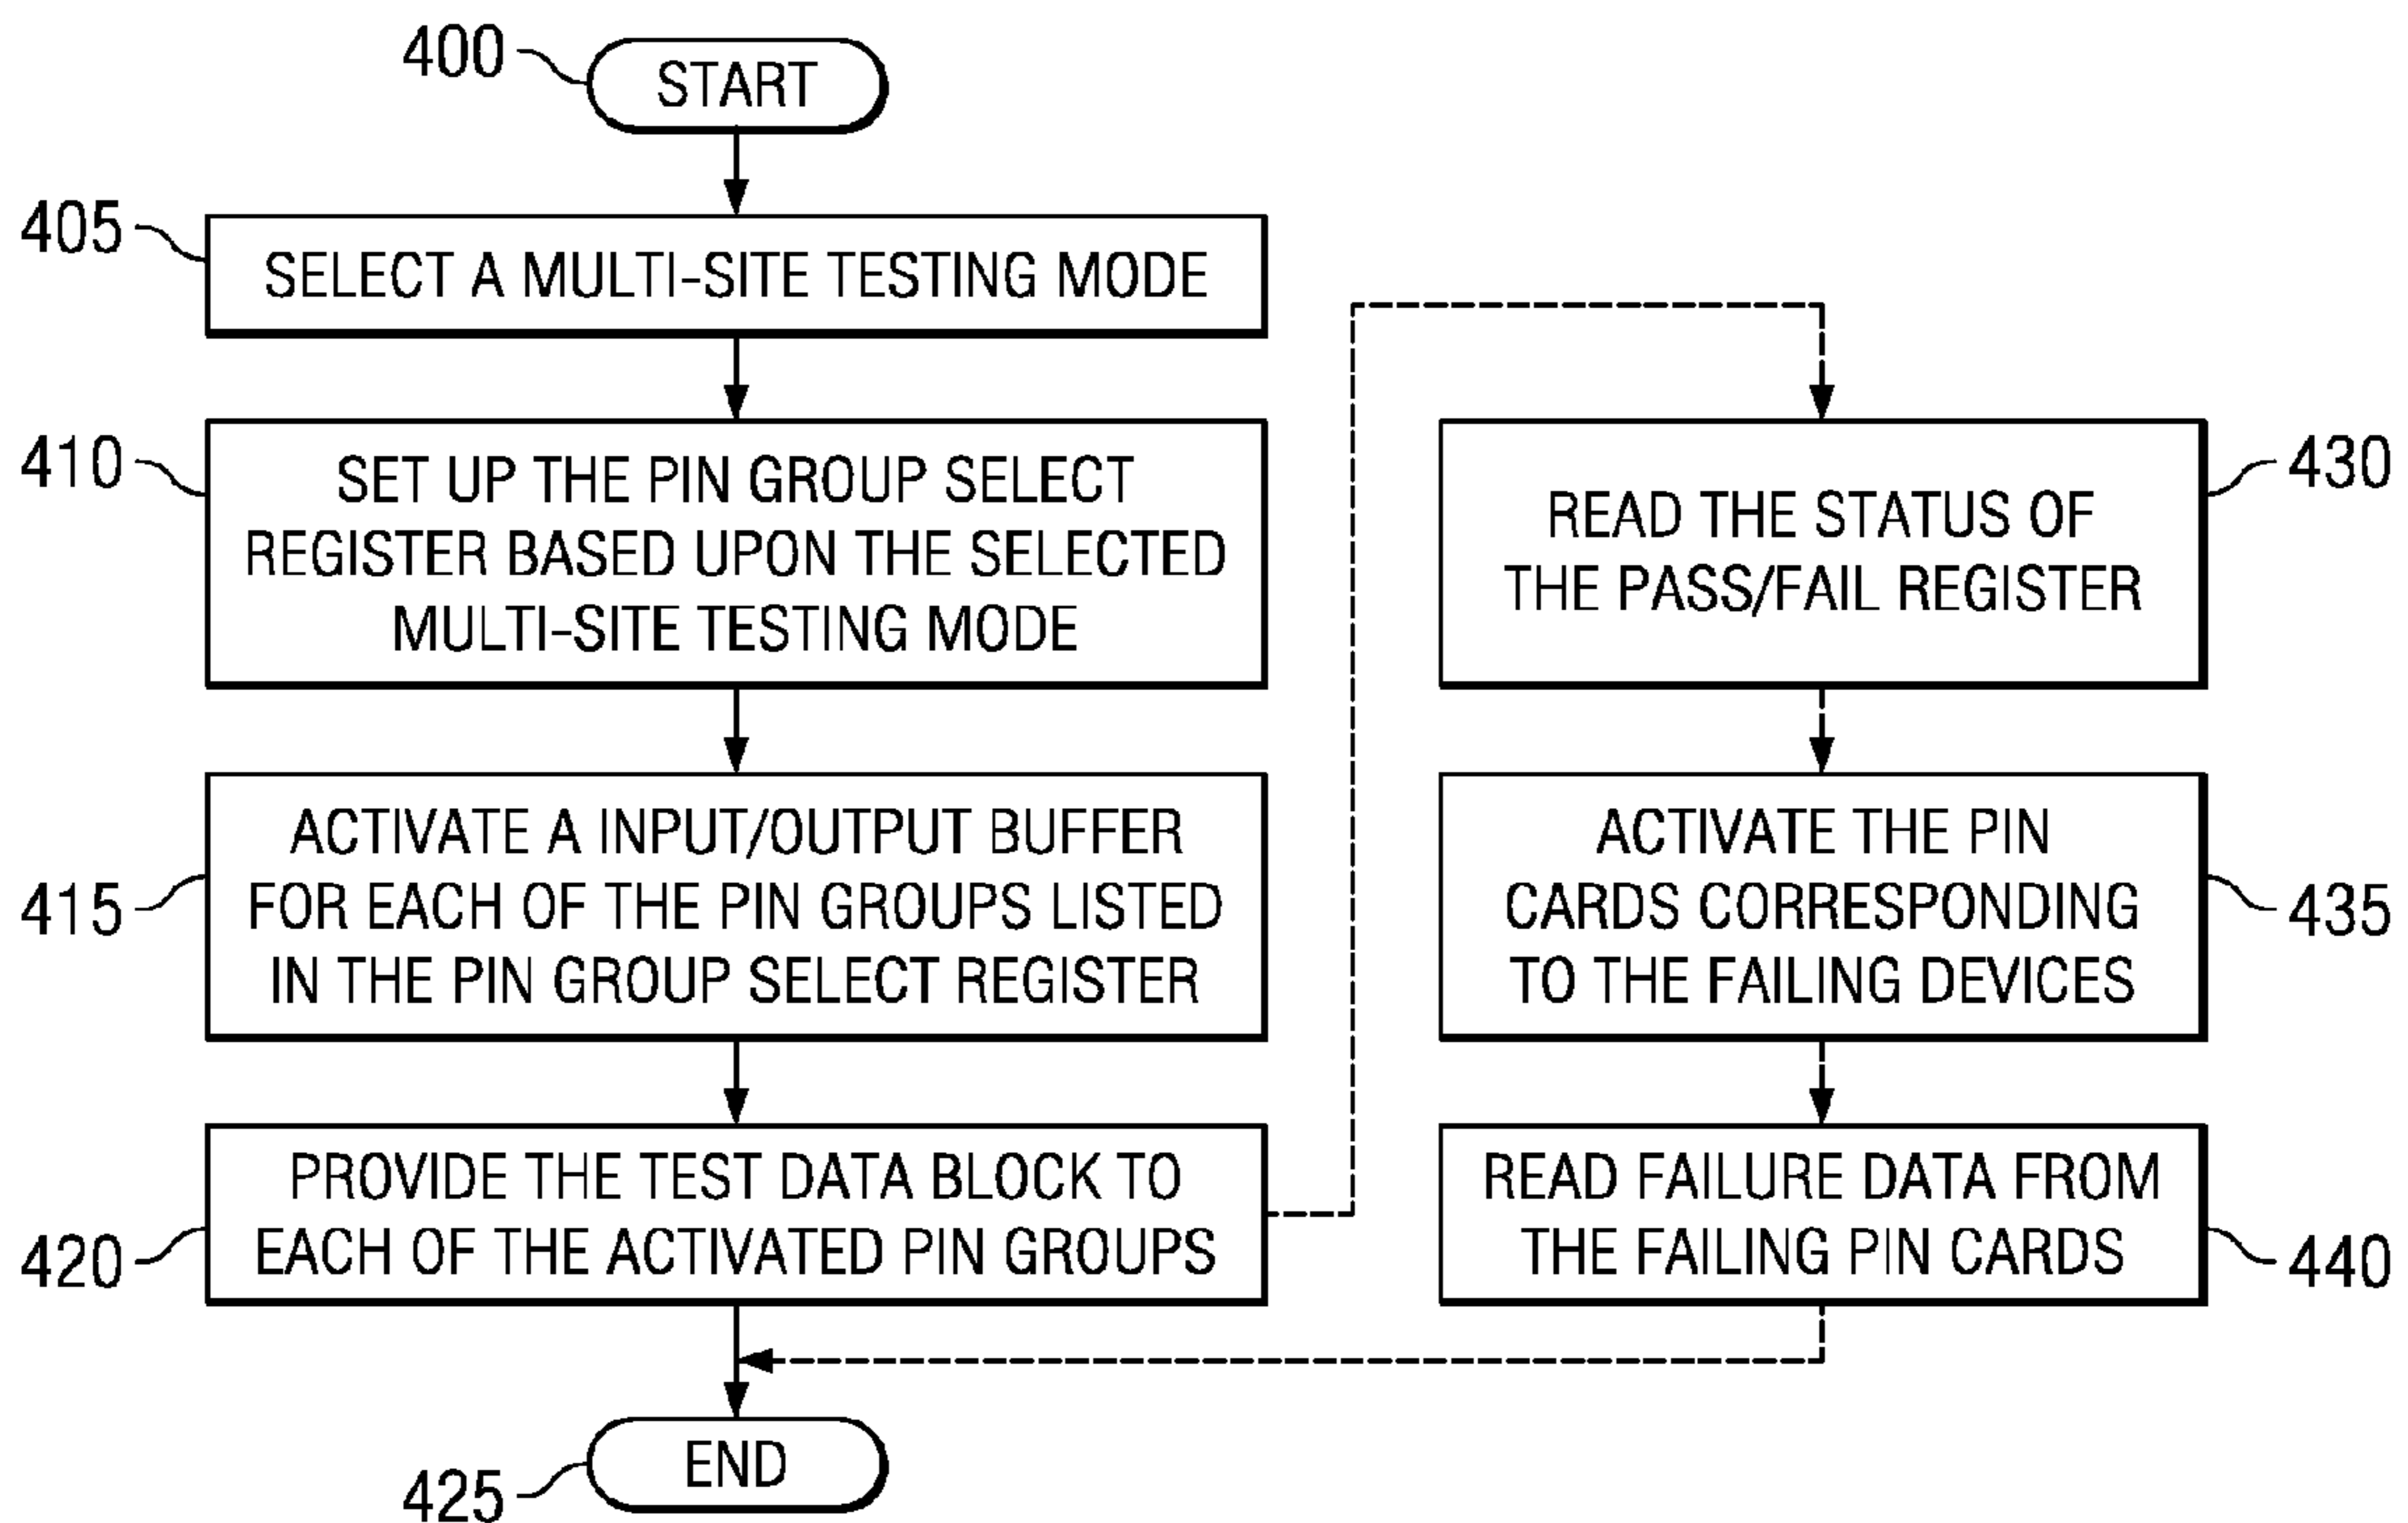 400
START
405
SELECT A MULTI-SITE TESTING MODE
410
SET UP THE PIN GROUP SELECT
REGISTER BASED UPON THE SELECTED
MULTI-SITE TESTING MODE
415
ACTIVATE A INPUT/OUTPUT BUFFER
FOR EACH OF THE PIN GROUPS LISTED
IN THE PIN GROUP SELECT REGISTER
420
PROVIDE THE TEST DATA BLOCK TO
EACH OF THE ACTIVATED PIN GROUPS
425
END
430
READ THE STATUS OF
THE PASS/FAIL REGISTER
435
ACTIVATE THE PIN
CARDS CORRESPONDING
TO THE FAILING DEVICES
440
READ FAILURE DATA FROM
THE FAILING PIN CARDS